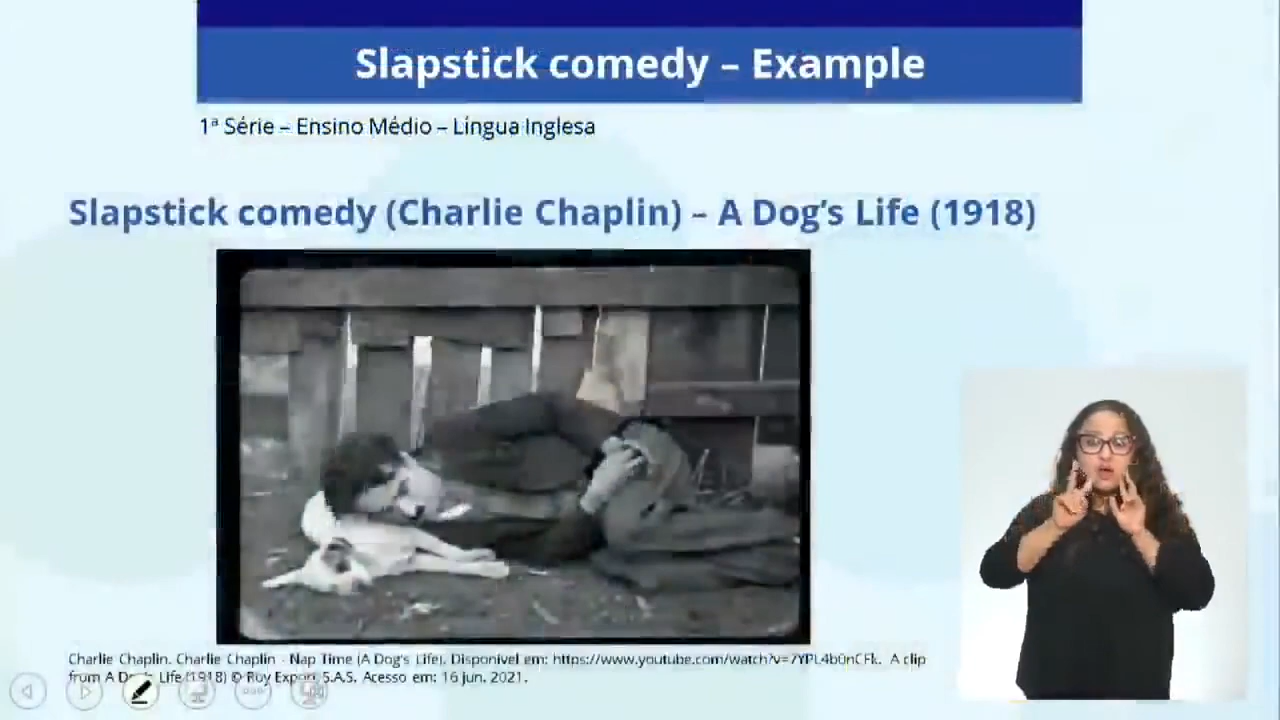 Slapstick comedy – Example
1ª Série – Ensino Médio – Língua Inglesa
Slapstick comedy (Charlie Chaplin) – A Dog's Life (1918)
Charlie Chaplin. Charlie Chaplin - Nap Time (A Dog's Life). Disponível em: https://www.youtube.com/watch?v=7YPL4b0nCFk. A clip
from A Dog's Life (1918) © Roy Export S.A.S. Acesso em: 16 jun. 2021.